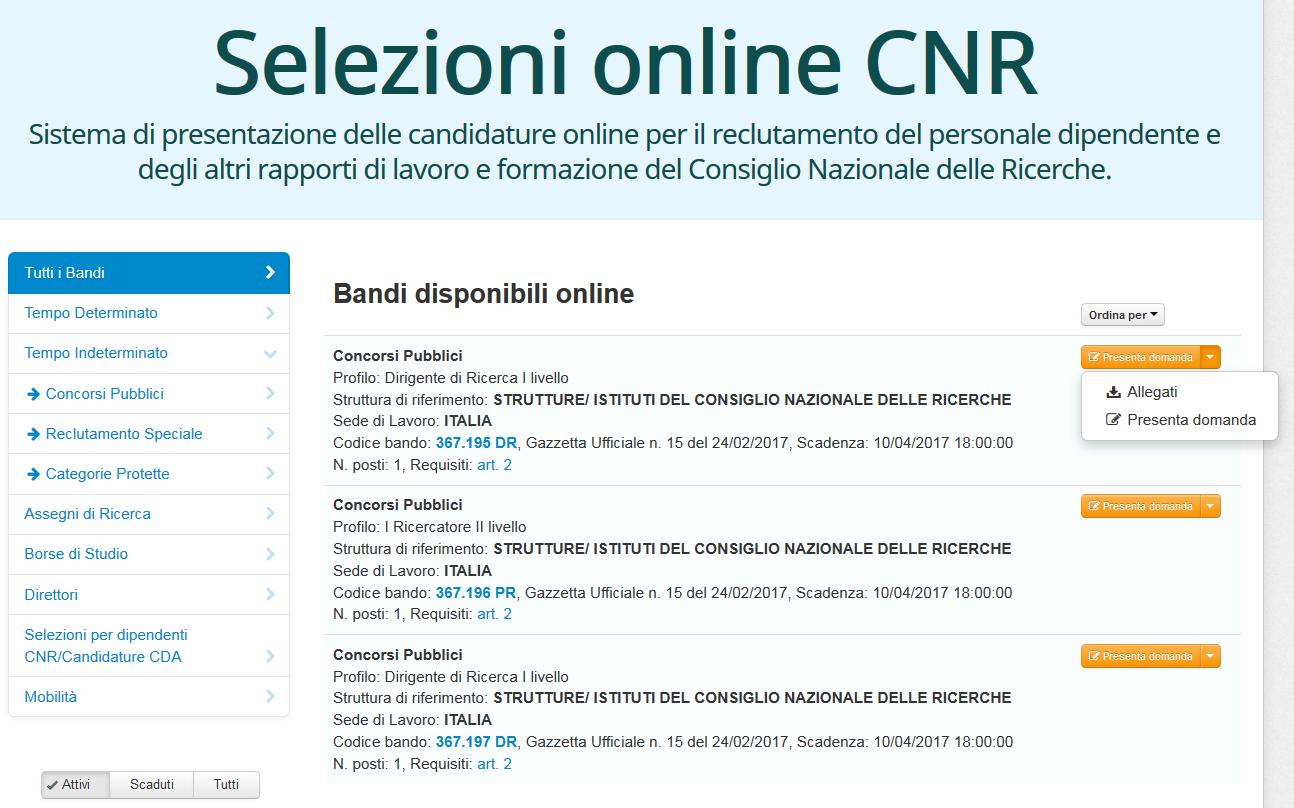 Selezioni online CNR
Sistema di presentazione delle candidature online per il reclutamento del personale dipendente e
degli altri rapporti di lavoro e formazione del Consiglio Nazionale delle Ricerche.
Tutti i Bandi
Tempo Determinato
Tempo Indeterminato
Concorsi Pubblici
Reclutamento Speciale
Categorie Protette
Assegni di Ricerca
Borse di Studio
Direttori
Selezioni per dipendenti
CNR/Candidature CDA
Mobilità
Attivi
Scaduti
Tutti
Bandi disponibili online
Ordina per
Concorsi Pubblici
Profilo: Dirigente di Ricerca I livello
Struttura di riferimento: STRUTTURE/ ISTITUTI DEL CONSIGLIO NAZIONALE DELLE RICERCHE
Sede di Lavoro: ITALIA
Codice bando: 367.195 DR, Gazzetta Ufficiale n. 15 del 24/02/2017, Scadenza: 10/04/2017 18:00:00
N. posti: 1, Requisiti: art. 2
Presenta domanda
Allegati
Presenta domanda
Concorsi Pubblici
Profilo: I Ricercatore II livello
Struttura di riferimento: STRUTTURE/ ISTITUTI DEL CONSIGLIO NAZIONALE DELLE RICERCHE
Sede di Lavoro: ITALIA
Codice bando: 367.196 PR, Gazzetta Ufficiale n. 15 del 24/02/2017, Scadenza: 10/04/2017 18:00:00
N. posti: 1, Requisiti: art. 2
Presenta domanda
Concorsi Pubblici
Profilo: Dirigente di Ricerca I livello
Struttura di riferimento: STRUTTURE/ ISTITUTI DEL CONSIGLIO NAZIONALE DELLE RICERCHE
Sede di Lavoro: ITALIA
Codice bando: 367.197 DR, Gazzetta Ufficiale n. 15 del 24/02/2017, Scadenza: 10/04/2017 18:00:00
N. posti: 1, Requisiti: art. 2
Presenta domanda